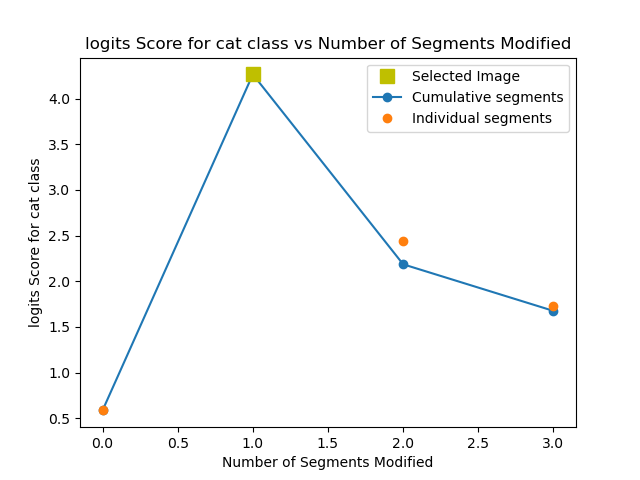 logits Score for cat class vs Number of Segments Modified
Selected Image
Cumulative segments
Individual segments
logits Score for cat class
4.0
3.5
3.0
2.5
2.0
1.5
1.0
0.5
0.0 0.5 1.0 1.5 2.0 2.5 3.0
Number of Segments Modified